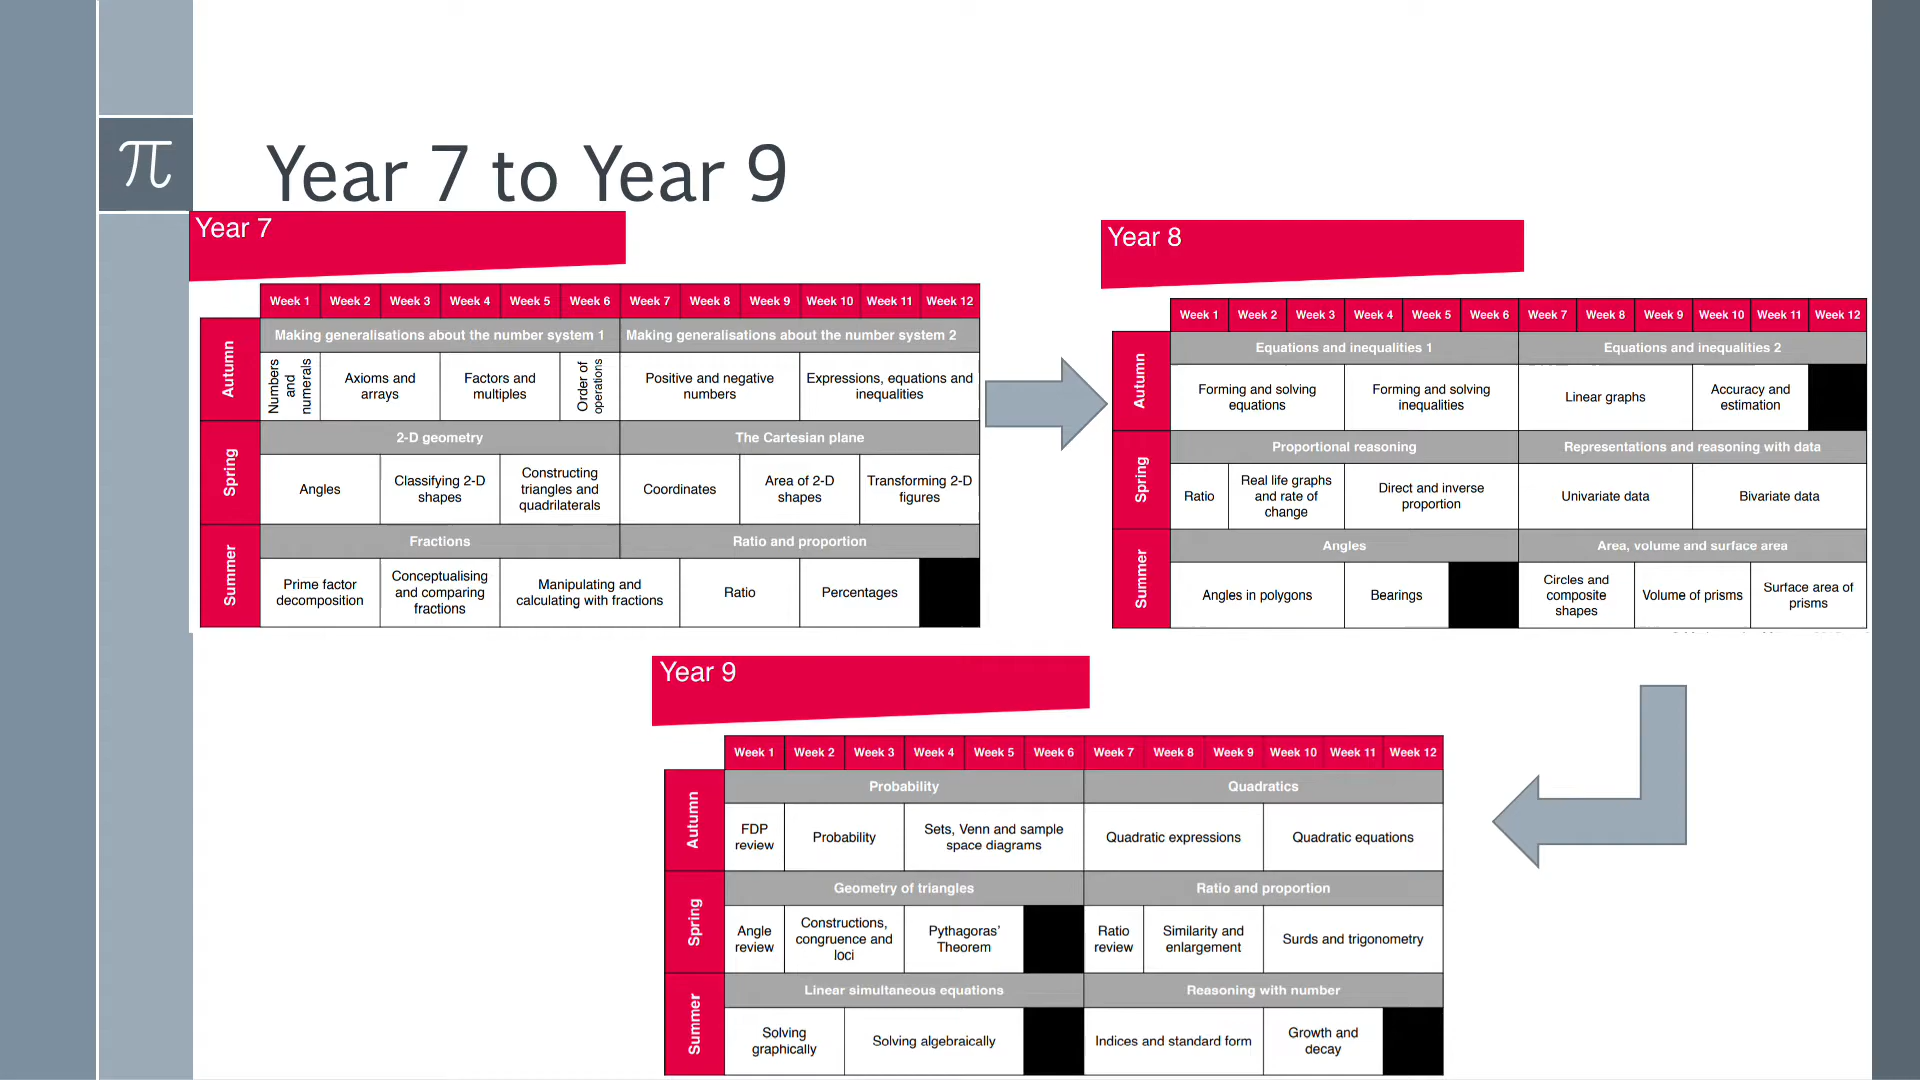 π
Year 7 to Year 9
Year 7
Week 1 Week 2 Week 3 Week 4 Week 5 Week 6 Week 7 Week 8 Week 9 Week 10 Week 11 Week 12
Autumn
Making generalisations about the number system 1
Making generalisations about the number system 2
Numbers
and
numerals
Axioms and
arrays
Factors and
multiples
Order of
operations
Positive and negative
numbers
Expressions, equations and
inequalities
Spring
2-D geometry
The Cartesian plane
Angles
Classifying 2-D
shapes
Constructing
triangles and
quadrilaterals
Coordinates
Area of 2-D
shapes
Transforming 2-D
figures
Summer
Fractions
Ratio and proportion
Prime factor
decomposition
Conceptualising
and comparing
fractions
Manipulating and
calculating with fractions
Ratio
Percentages
Year 8
Week 1 Week 2 Week 3 Week 4 Week 5 Week 6 Week 7 Week 8 Week 9 Week 10 Week 11 Week 12
Autumn
Equations and inequalities 1
Equations and inequalities 2
Forming and solving
equations
Forming and solving
inequalities
Linear graphs
Accuracy and
estimation
Spring
Proportional reasoning
Representations and reasoning with data
Ratio
Real life graphs
and rate of
change
Direct and inverse
proportion
Univariate data
Bivariate data
Summer
Angles
Area, volume and surface area
Angles in polygons
Bearings
Circles and
composite
shapes
Volume of prisms
Surface area of
prisms
Year 9
Week 1 Week 2 Week 3 Week 4 Week 5 Week 6 Week 7 Week 8 Week 9 Week 10 Week 11 Week 12
Autumn
Probability
Quadratics
FDP
review
Probability
Sets, Venn and sample
space diagrams
Quadratic expressions
Quadratic equations
Spring
Geometry of triangles
Ratio and proportion
Angle
review
Constructions,
congruence and
loci
Pythagoras'
Theorem
Ratio
review
Similarity and
enlargement
Surds and trigonometry
Summer
Linear simultaneous equations
Reasoning with number
Solving
graphically
Solving algebraically
Indices and standard form
Growth and
decay